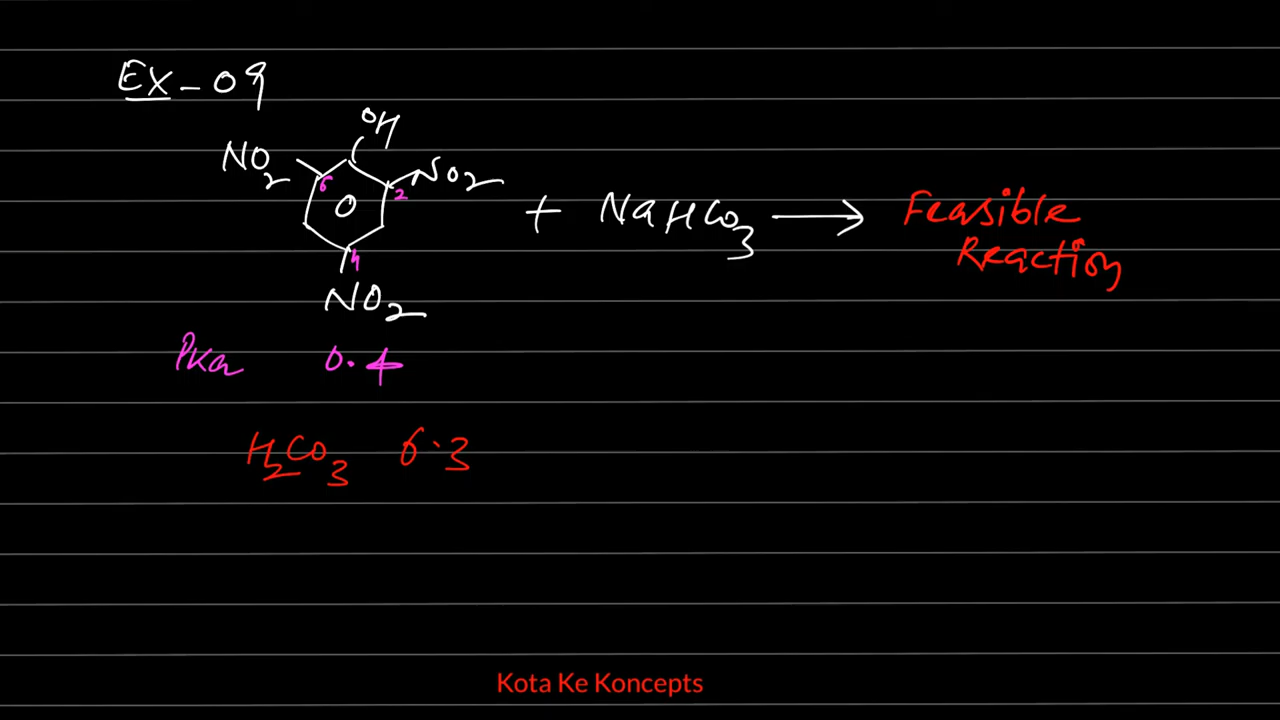 EX - 09
OH
NO2 6 2 NO2 + NaHCO3 → Feasible
Reaction
4
NO2
Pka 0.4
H2CO3 6.3
Kota Ke Koncepts